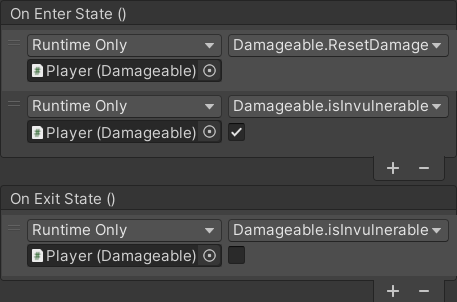 On Enter State ()
Runtime Only Damageable.ResetDamage
Player (Damageable)
Runtime Only Damageable.isInvulnerable
Player (Damageable)
On Exit State ()
Runtime Only Damageable.isInvulnerable
Player (Damageable)